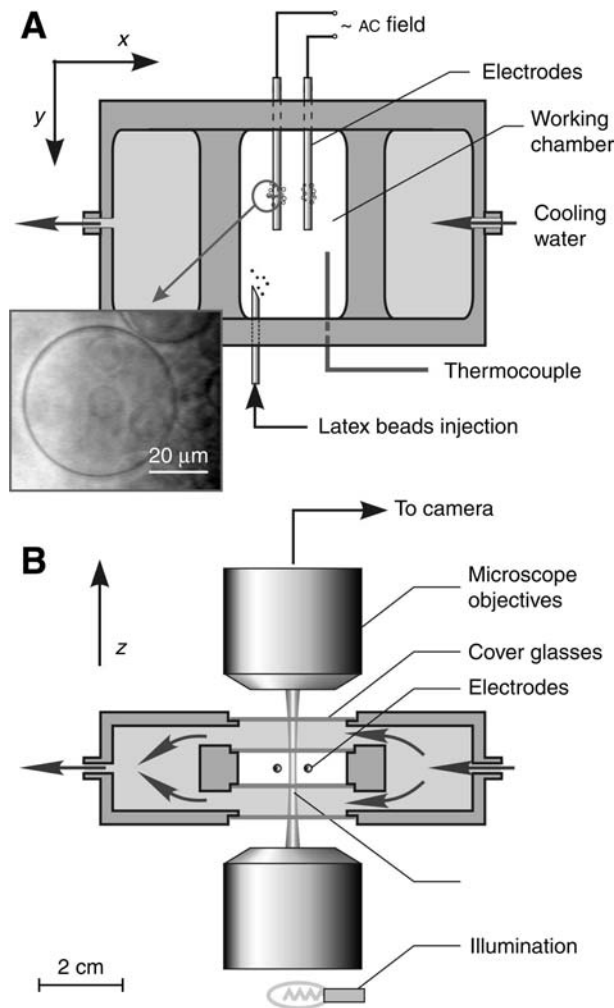 A
x
y
~ AC field
Electrodes
Working
chamber
Cooling
water
Thermocouple
Latex beads injection
20 μm
To camera
B
z
Microscope
objectives
Cover glasses
Electrodes
Illumination
2 cm